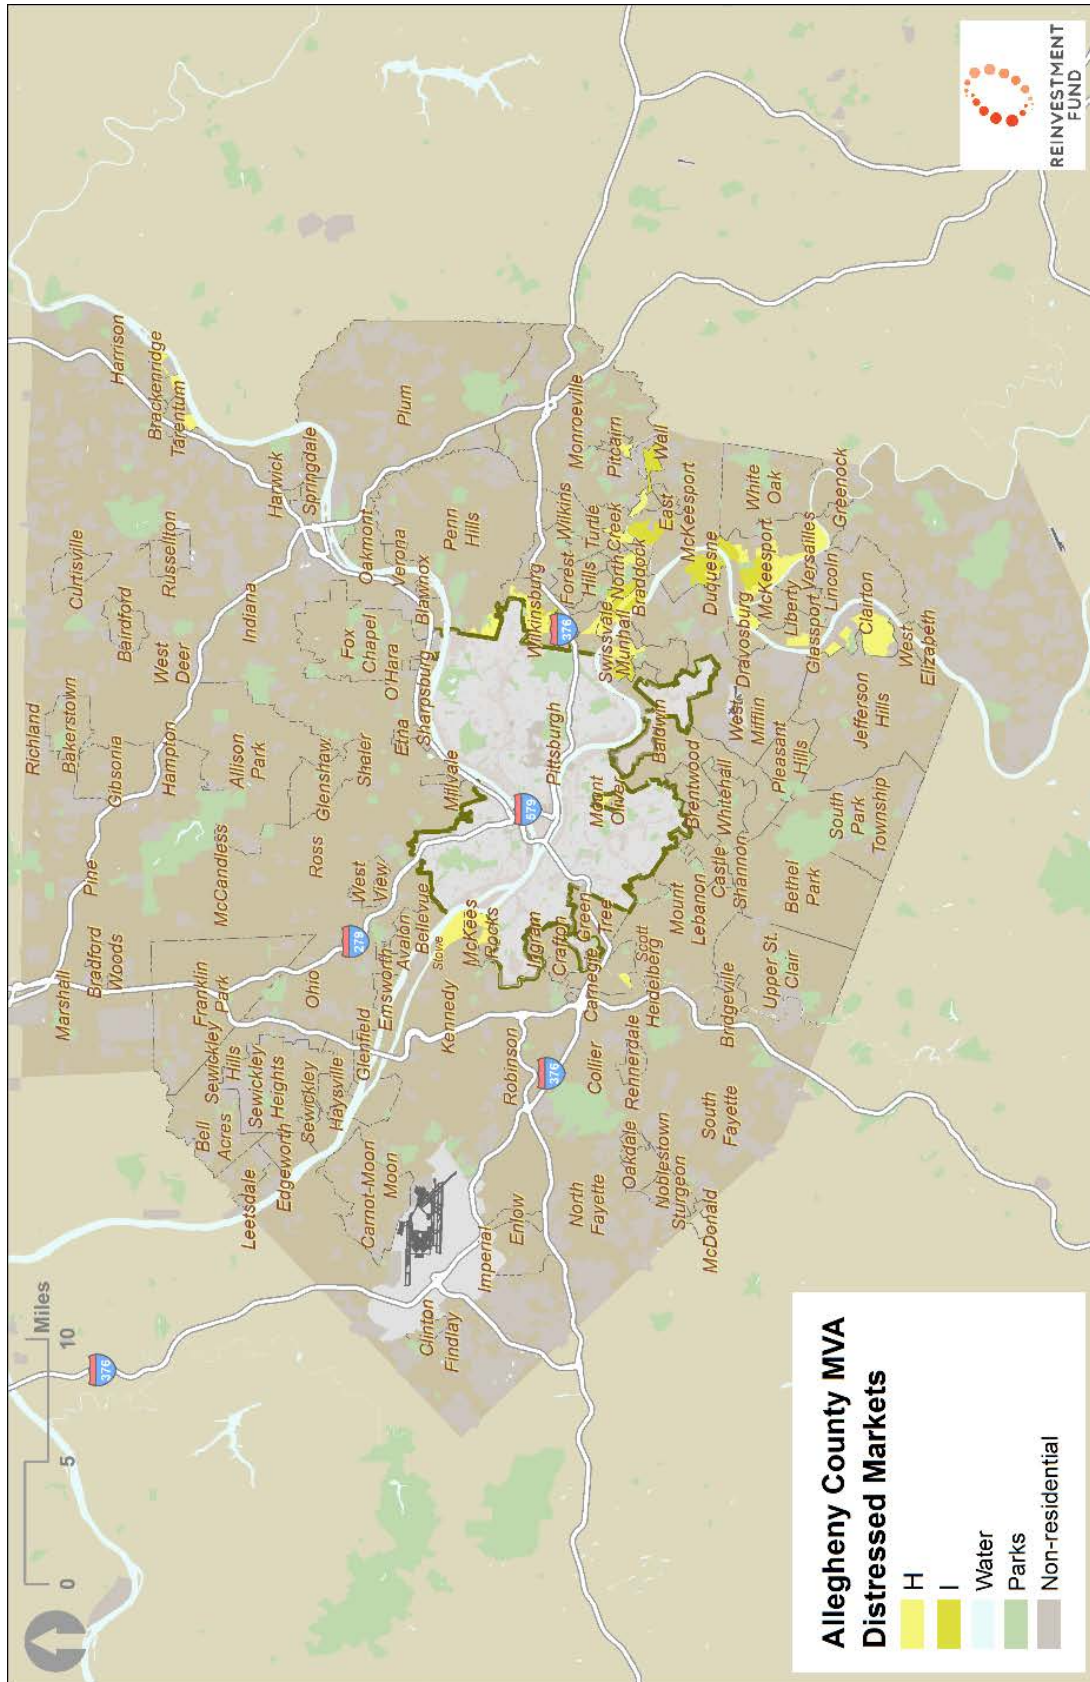 Allegheny County MVA
Distressed Markets
H
I
Water
Parks
Non-residential
0
5
10
Miles
376
279
579
376
376
REINVESTMENT
FUND
Marshall
Bradford
Woods
Pine
Richland
Bakerstown
Gibsonia
Curtisville
Bairdford
Russellton
West
Deer
Harrison
Brackenridge
Tarentum
Bell
Acres
Sewickley
Hills
Franklin
Park
McCandless
Hampton
Allison
Park
Indiana
Harwick
Springdale
Leetsdale
Edgeworth
Sewickley
Heights
Sewickley
Haysville
Glenfield
Ohio
Ross
Glenshaw
Shaler
Fox
Chapel
O'Hara
Oakmont
Verona
Blawnox
Plum
Carnot-Moon
Moon
Emsworth
Avalon
Bellevue
West
View
Millvale
Etna
Sharpsburg
Penn
Hills
Clinton
Findlay
Imperial
Enlow
Kennedy
Stowe
McKees
Rocks
Robinson
Ingram
Crafton
Green
Tree
Carnegie
Pittsburgh
Mount
Oliver
Wilkinsburg
Wilkins
Forest
Hills
Turtle
Creek
Monroeville
Pitcairn
Wall
North
Fayette
Oakdale
Rennerdale
Collier
Noblestown
Sturgeon
McDonald
South
Fayette
Scott
Heidelberg
Bridgeville
Upper St.
Clair
Mount
Lebanon
Castle
Shannon
Bethel
Park
Brentwood
Whitehall
Baldwin
Swissvale
Munhall
North
Braddock
East
McKeesport
West
Mifflin
Pleasant
Hills
Duquesne
Dravosburg
McKeesport
White
Oak
Liberty
Versailles
Glassport
Lincoln
Greenock
Clairton
Jefferson
Hills
West
Elizabeth
South
Park
Township